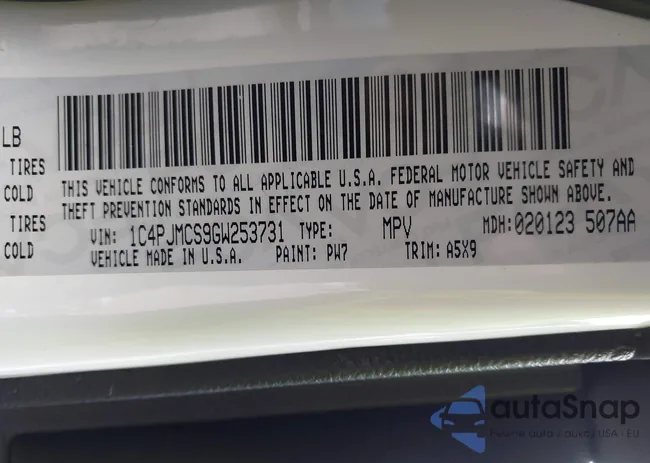 LB
TIRES
COLD
TIRES
COLD
THIS VEHICLE CONFORMS TO ALL APPLICABLE U.S.A. FEDERAL MOTOR VEHICLE SAFETY AND
THEFT PREVENTION STANDARDS IN EFFECT ON THE DATE OF MANUFACTURE SHOWN ABOVE.
VIN: 1C4PJMCS9GW253731 TYPE: MPV MDH:020123 507AA
VEHICLE MADE IN U.S.A. PAINT: PW7 TRIM: A5X9
autoSnap